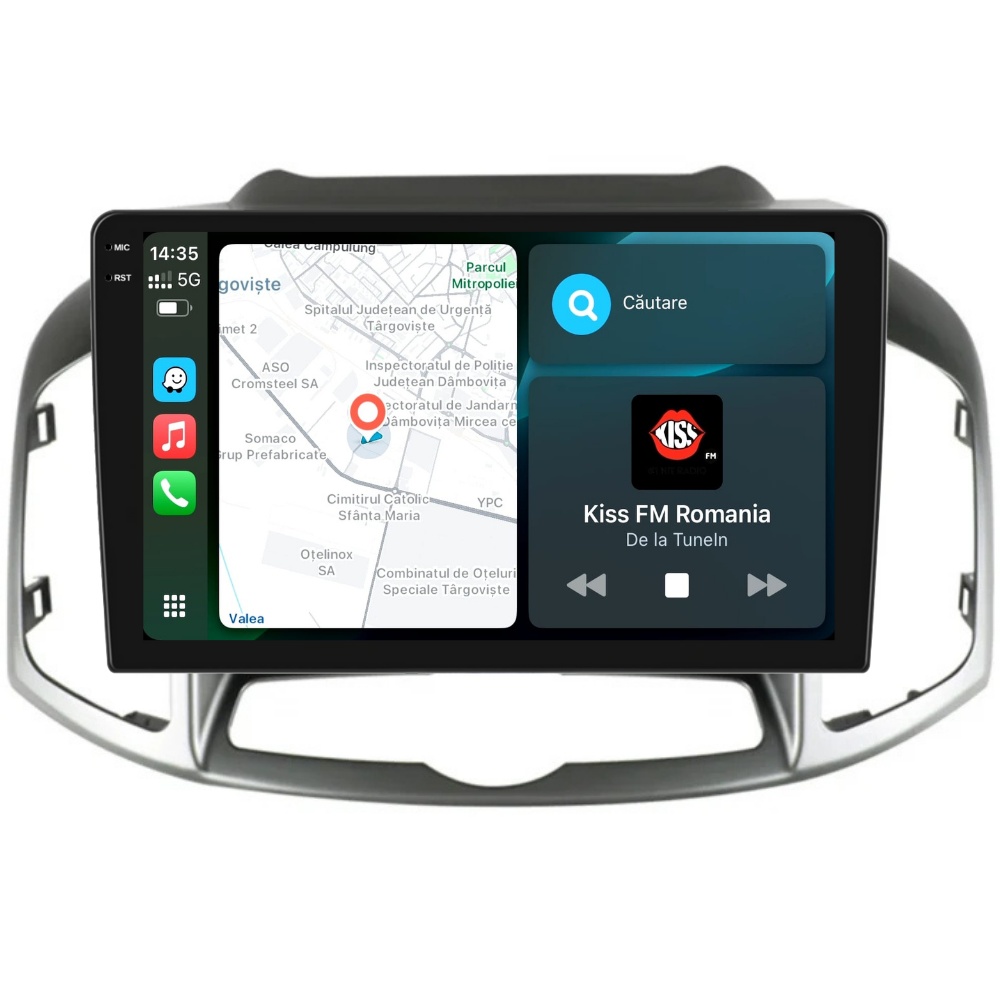 MIC
RST
14:35
5G
Calea Câmpulung
goviște
Parcul
Mitropoliei
Spitalul Județean de Urgență
Târgoviște
imet 2
ASO
Cromsteel SA
Inspectoratul de Poliție
Județean Dâmbovița
ectoratul de Jandarm
Dâmbovița Mircea ce
Somaco
Grup Prefabricate
Cimitirul Catolic
Sfânta Maria
YPC
Oțelinox
SA
Combinatul de Oțeluri
Speciale Târgoviște
Valea
Căutare
KISS
FM
Kiss FM Romania
De la TuneIn